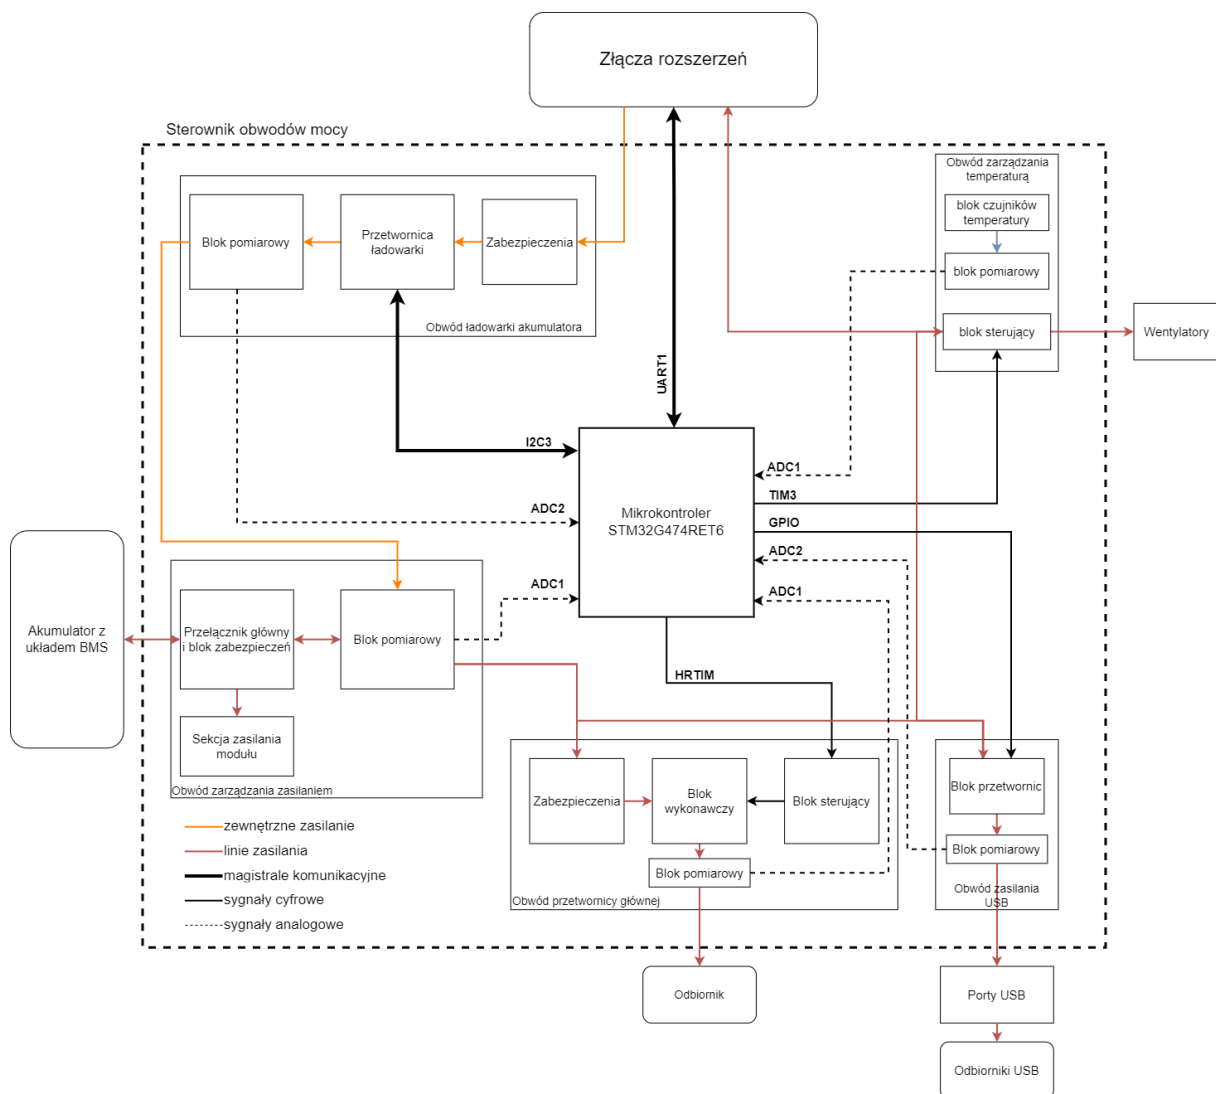 Złącza rozszerzeń
Sterownik obwodów mocy
Obwód zarządzania
temperaturą
blok czujników
temperatury
blok pomiarowy
blok sterujący
Wentylatory
Blok pomiarowy
Przetwornica
ładowarki
Zabezpieczenia
Obwód ładowarki akumulatora
UART1
I2C3
ADC2
ADC1
Mikrokontroler
STM32G474RET6
ADC1
TIM3
GPIO
ADC2
ADC1
HRTIM
Akumulator z
układem BMS
Przełącznik główny
i blok zabezpieczeń
Blok pomiarowy
Sekcja zasilania
modułu
Obwód zarządzania zasilaniem
Zabezpieczenia
Blok
wykonawczy
Blok sterujący
Blok pomiarowy
Obwód przetwornicy głównej
Blok przetwornic
Blok pomiarowy
Obwód zasilania
USB
zewnętrzne zasilanie
linie zasilania
magistrale komunikacyjne
sygnały cyfrowe
sygnały analogowe
Odbiornik
Porty USB
Odbiorniki USB